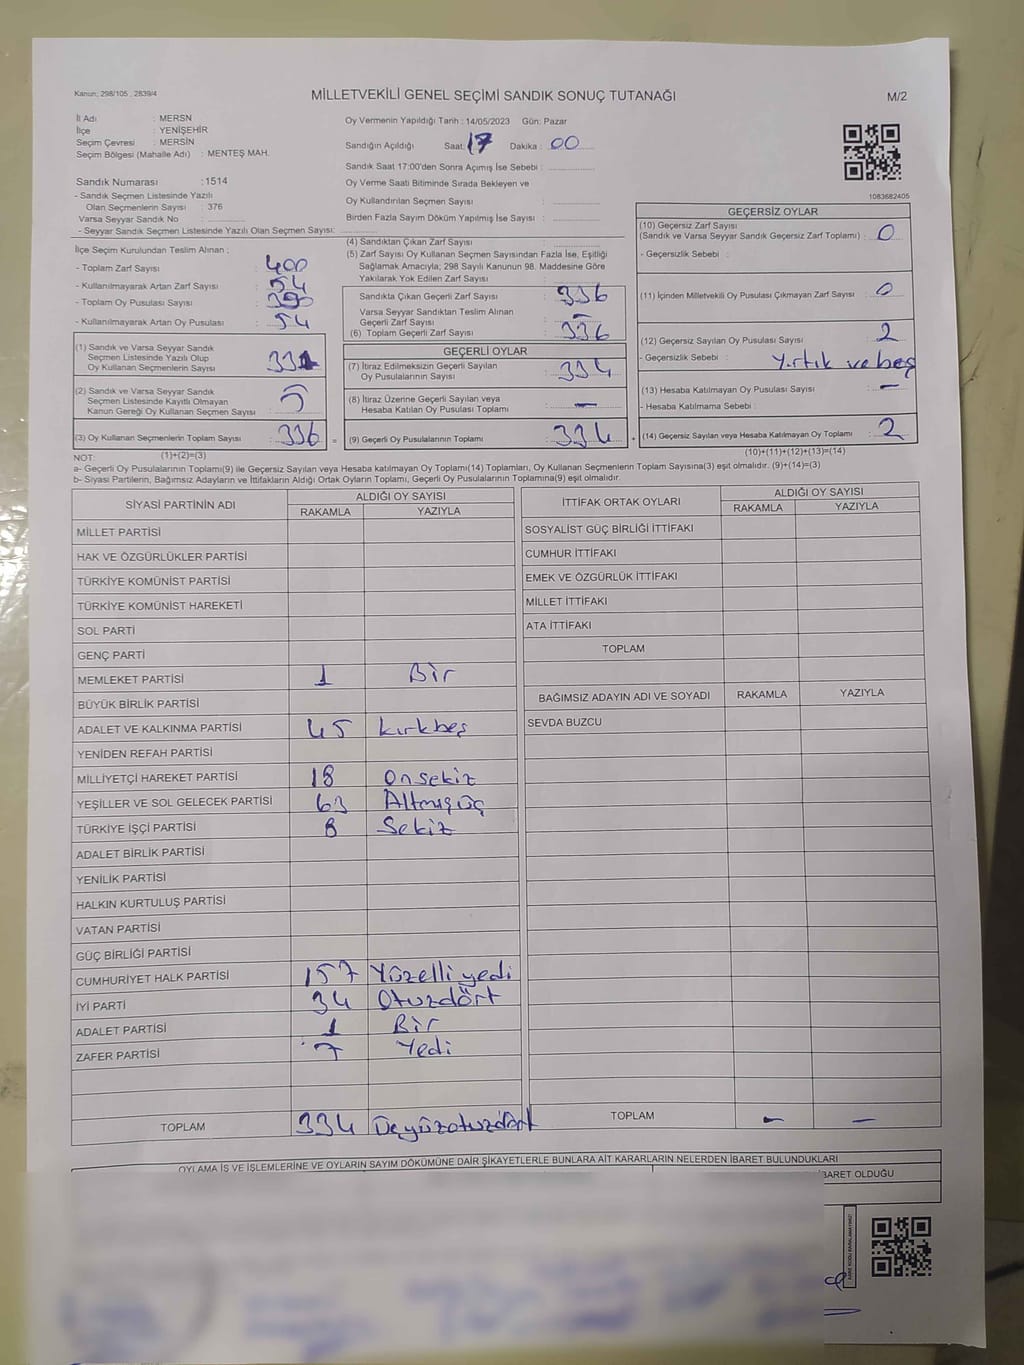 Kanun; 298/105 , 2839/4
MİLLETVEKİLİ GENEL SEÇİMİ SANDIK SONUÇ TUTANAĞI
M/2
İl Adı : MERSN
İlçe : YENİŞEHİR
Seçim Çevresi : MERSİN
Seçim Bölgesi (Mahalle Adı) : MENTEŞ MAH.
Sandık Numarası : 1514
- Sandık Seçmen Listesinde Yazılı
Olan Seçmenlerin Sayısı : 376
Varsa Seyyar Sandık No :
- Seyyar Sandık Seçmen Listesinde Yazılı Olan Seçmen Sayısı:
Oy Vermenin Yapıldığı Tarih : 14/05/2023 Gün: Pazar
Sandığın Açıldığı Saat: 17 Dakika : 00
Sandık Saat 17:00'den Sonra Açmış İse Sebebi :
Oy Verme Saati Bitiminde Sırada Bekleyen ve
Oy Kullandırılan Seçmen Sayısı :
Birden Fazla Sayım Döküm Yapılmış İse Sayısı :
1083682405
İlçe Seçim Kurulundan Teslim Alınan ;
- Toplam Zarf Sayısı : 400
- Kullanılmayarak Artan Zarf Sayısı : 54
- Toplam Oy Pusulası Sayısı : 390
- Kullanılmayarak Artan Oy Pusulası : 54
(1) Sandık ve Varsa Seyyar Sandık
Seçmen Listesinde Yazılı Olup
Oy Kullanan Seçmenlerin Sayısı : 331
(2) Sandık ve Varsa Seyyar Sandık
Seçmen Listesinde Kayıtlı Olmayan
Kanun Gereği Oy Kullanan Seçmen Sayısı : 5
(3) Oy Kullanan Seçmenlerin Toplam Sayısı : 336 =
(4) Sandıktan Çıkan Zarf Sayısı :
(5) Zarf Sayısı Oy Kullanan Seçmen Sayısından Fazla İse, Eşitliği
Sağlamak Amacıyla; 298 Sayılı Kanunun 98. Maddesine Göre
Yakılarak Yok Edilen Zarf Sayısı :
Sandıkta Çıkan Geçerli Zarf Sayısı : 336
Varsa Seyyar Sandıktan Teslim Alınan
Geçerli Zarf Sayısı : -
(6) Toplam Geçerli Zarf Sayısı : 336
GEÇERLİ OYLAR
(7) İtiraz Edilmeksizin Geçerli Sayılan
Oy Pusulalarının Sayısı : 334
(8) İtiraz Üzerine Geçerli Sayılan veya
Hesaba Katılan Oy Pusulası Toplamı : -
(9) Geçerli Oy Pusulalarının Toplamı : 334 +
GEÇERSİZ OYLAR
(10) Geçersiz Zarf Sayısı
(Sandık ve Varsa Seyyar Sandık Geçersiz Zarf Toplamı) : 0
- Geçersizlik Sebebi :
(11) İçinden Milletvekili Oy Pusulası Çıkmayan Zarf Sayısı : 0
(12) Geçersiz Sayılan Oy Pusulası Sayısı : 2
- Geçersizlik Sebebi : Yırtık ve boş
(13) Hesaba Katılmayan Oy Pusulası Sayısı : -
- Hesaba Katılmama Sebebi :
(14) Geçersiz Sayılan veya Hesaba Katılmayan Oy Toplamı : 2
(1)+(2)=(3)
(10)+(11)+(12)+(13)=(14)
NOT:
a- Geçerli Oy Pusulalarının Toplamı(9) ile Geçersiz Sayılan veya Hesaba katılmayan Oy Toplamı(14) Toplamları, Oy Kullanan Seçmenlerin Toplam Sayısına(3) eşit olmalıdır. (9)+(14)=(3)
b- Siyasi Partilerin, Bağımsız Adayların ve İttifakların Aldığı Ortak Oyların Toplamı, Geçerli Oy Pusulalarının Toplamına(9) eşit olmalıdır.
SİYASİ PARTİNİN ADI ALDIĞI OY SAYISI
RAKAMLA YAZIYLA
MİLLET PARTİSİ
HAK VE ÖZGÜRLÜKLER PARTİSİ
TÜRKİYE KOMÜNİST PARTİSİ
TÜRKİYE KOMÜNİST HAREKETİ
SOL PARTİ
GENÇ PARTİ
MEMLEKET PARTİSİ 1 Bir
BÜYÜK BİRLİK PARTİSİ
ADALET VE KALKINMA PARTİSİ 45 kırkbeş
YENİDEN REFAH PARTİSİ
MİLLİYETÇİ HAREKET PARTİSİ 18 Onsekiz
YEŞİLLER VE SOL GELECEK PARTİSİ 63 Altmışüç
TÜRKİYE İŞÇİ PARTİSİ 8 Sekiz
ADALET BİRLİK PARTİSİ
YENİLİK PARTİSİ
HALKIN KURTULUŞ PARTİSİ
VATAN PARTİSİ
GÜÇ BİRLİĞİ PARTİSİ
CUMHURİYET HALK PARTİSİ 157 Yüzelliyedi
İYİ PARTİ 34 Otuzdört
ADALET PARTİSİ 1 Bir
ZAFER PARTİSİ 7 Yedi
TOPLAM 334 Üçyüzotuzdört
İTTİFAK ORTAK OYLARI ALDIĞI OY SAYISI
RAKAMLA YAZIYLA
SOSYALİST GÜÇ BİRLİĞİ İTTİFAKI
CUMHUR İTTİFAKI
EMEK VE ÖZGÜRLÜK İTTİFAKI
MİLLET İTTİFAKI
ATA İTTİFAKI
TOPLAM
BAĞIMSIZ ADAYIN ADI VE SOYADI RAKAMLA YAZIYLA
SEVDA BUZCU
TOPLAM - -
OYLAMA İŞ VE İŞLEMLERİNE VE OYLARIN SAYIM DÖKÜMÜNE DAİR ŞİKAYETLERLE BUNLARA AİT KARARLARIN NELERDEN İBARET BULUNDUKLARI
İBARET OLDUĞU